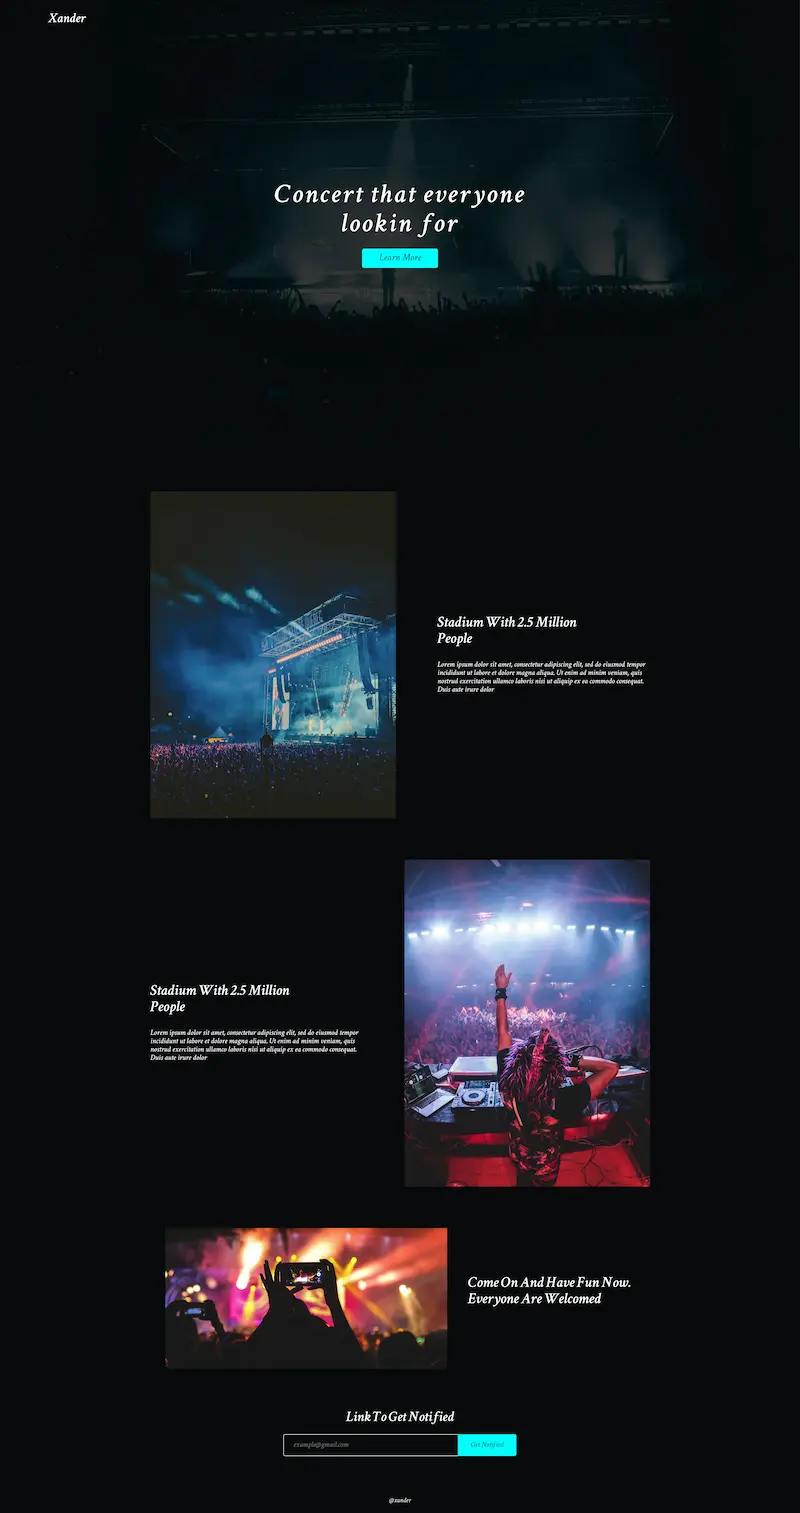 Xander
Concert that everyone
lookin for
Learn More
Stadium With 2.5 Million
People
Lorem ipsum dolor sit amet, consectetur adipiscing elit, sed do eiusmod tempor
incididunt ut labore et dolore magna aliqua. Ut enim ad minim veniam, quis
nostrud exercitation ullamco laboris nisi ut aliquip ex ea commodo consequat.
Duis aute irure dolor
Stadium With 2.5 Million
People
Lorem ipsum dolor sit amet, consectetur adipiscing elit, sed do eiusmod tempor
incididunt ut labore et dolore magna aliqua. Ut enim ad minim veniam, quis
nostrud exercitation ullamco laboris nisi ut aliquip ex ea commodo consequat.
Duis aute irure dolor
Come On And Have Fun Now.
Everyone Are Welcomed
Link To Get Notified
example@gmail.com
Get Notified
@xander